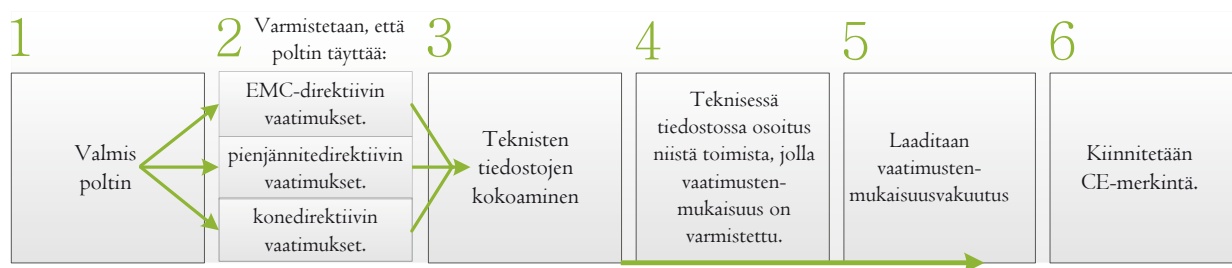 1
Valmis
poltin
2
Varmistetaan, että
poltin täyttää:
EMC-direktiivin
vaatimukset.
pienjännitedirektiivin
vaatimukset.
konedirektiivin
vaatimukset.
3
Teknisten
tiedostojen
kokoaminen
4
Teknisessä
tiedostossa osoitus
niistä toimista, jolla
vaatimusten-
mukaisuus on
varmistettu.
5
Laaditaan
vaatimusten-
mukaisuusvakuutus
6
Kiinnitetään
CE-merkintä.